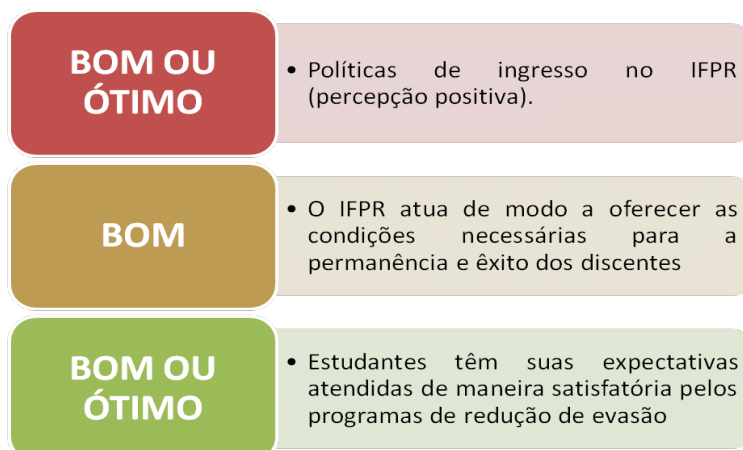 BOM OU
ÓTIMO
• Políticas de ingresso no IFPR
(percepção positiva).
BOM
• O IFPR atua de modo a oferecer as
condições necessárias para a
permanência e êxito dos discentes
BOM OU
ÓTIMO
• Estudantes têm suas expectativas
atendidas de maneira satisfatória pelos
programas de redução de evasão